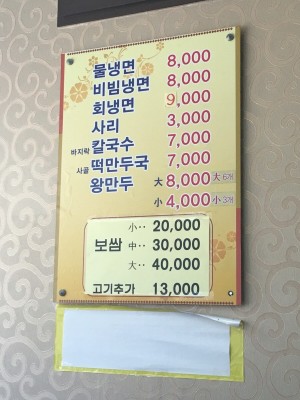 물냉면 8,000
비빔냉면 8,000
회냉면 9,000
사리 3,000
바지락 칼국수 7,000
사골 떡만두국 7,000
왕만두 大 8,000 大 6개
小 4,000 小 3개
보쌈
小·· 20,000
中·· 30,000
大·· 40,000
고기추가 13,000